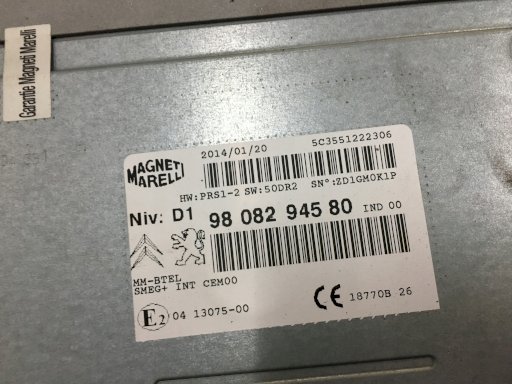 Garantie Magneti Marelli
2014/01/20 5C3551222306
MAGNETI
MARELLI
HW:PRS1-2 SW:50DR2 SN°:ZD1GM0K1P
Niv: D1 98 082 945 80 IND 00
MM-BTEL
SMEG+ INT CEM00
E2 04 13075-00 CE 18770B 26